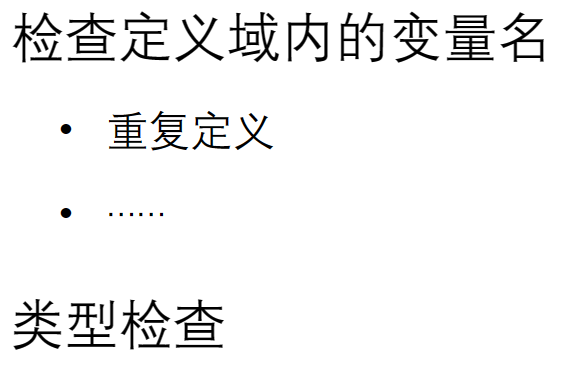 检查定义域内的变量名
• 重复定义
• ……
类型检查